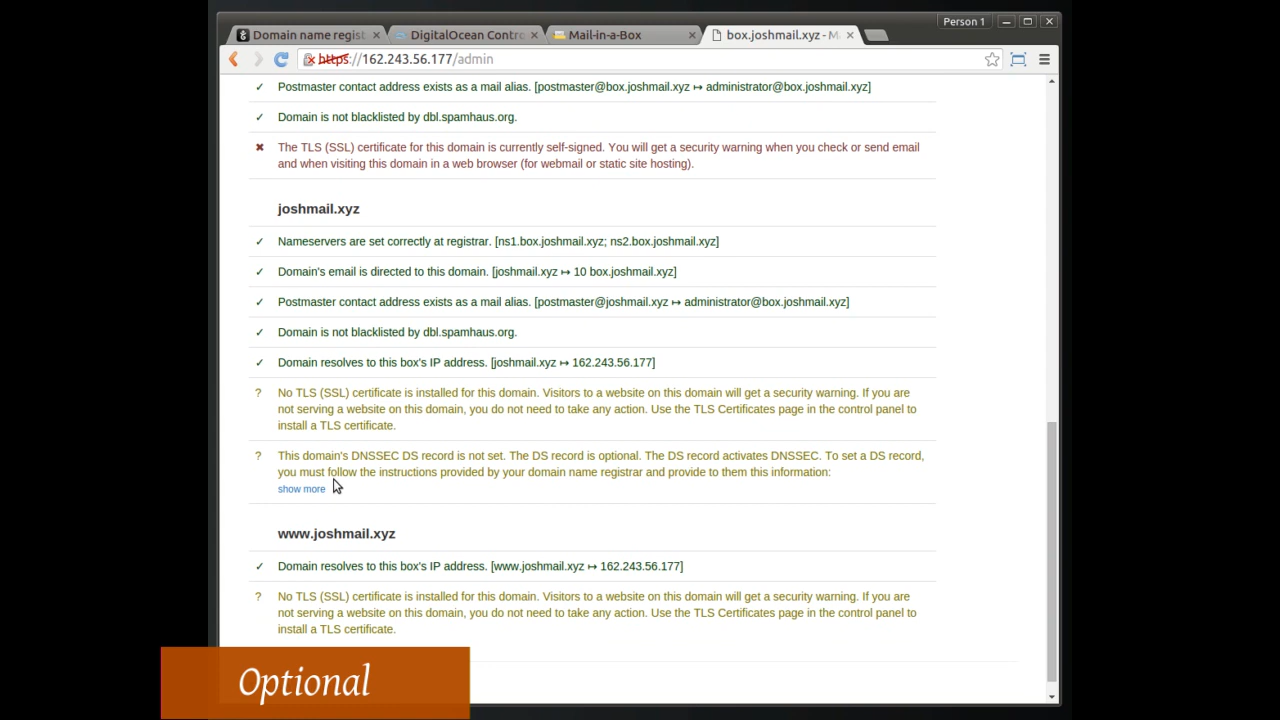 Person 1
Domain name regist
DigitalOcean Contro
Mail-in-a-Box
box.joshmail.xyz - M
https://162.243.56.177/admin
✓ Postmaster contact address exists as a mail alias. [postmaster@box.joshmail.xyz ↦ administrator@box.joshmail.xyz]
✓ Domain is not blacklisted by dbl.spamhaus.org.
✖ The TLS (SSL) certificate for this domain is currently self-signed. You will get a security warning when you check or send email
and when visiting this domain in a web browser (for webmail or static site hosting).
joshmail.xyz
✓ Nameservers are set correctly at registrar. [ns1.box.joshmail.xyz; ns2.box.joshmail.xyz]
✓ Domain's email is directed to this domain. [joshmail.xyz ↦ 10 box.joshmail.xyz]
✓ Postmaster contact address exists as a mail alias. [postmaster@joshmail.xyz ↦ administrator@box.joshmail.xyz]
✓ Domain is not blacklisted by dbl.spamhaus.org.
✓ Domain resolves to this box's IP address. [joshmail.xyz ↦ 162.243.56.177]
? No TLS (SSL) certificate is installed for this domain. Visitors to a website on this domain will get a security warning. If you are
not serving a website on this domain, you do not need to take any action. Use the TLS Certificates page in the control panel to
install a TLS certificate.
? This domain's DNSSEC DS record is not set. The DS record is optional. The DS record activates DNSSEC. To set a DS record,
you must follow the instructions provided by your domain name registrar and provide to them this information:
show more
www.joshmail.xyz
✓ Domain resolves to this box's IP address. [www.joshmail.xyz ↦ 162.243.56.177]
? No TLS (SSL) certificate is installed for this domain. Visitors to a website on this domain will get a security warning. If you are
not serving a website on this domain, you do not need to take any action. Use the TLS Certificates page in the control panel to
install a TLS certificate.
Optional